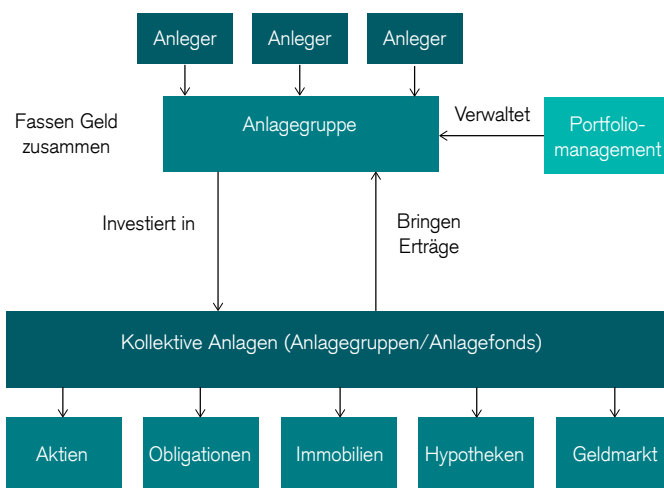 Anleger
Anleger
Anleger
Fassen Geld
zusammen
Anlagegruppe
Verwaltet
Portfolio-
management
Investiert in
Bringen
Erträge
Kollektive Anlagen (Anlagegruppen/Anlagefonds)
Aktien
Obligationen
Immobilien
Hypotheken
Geldmarkt